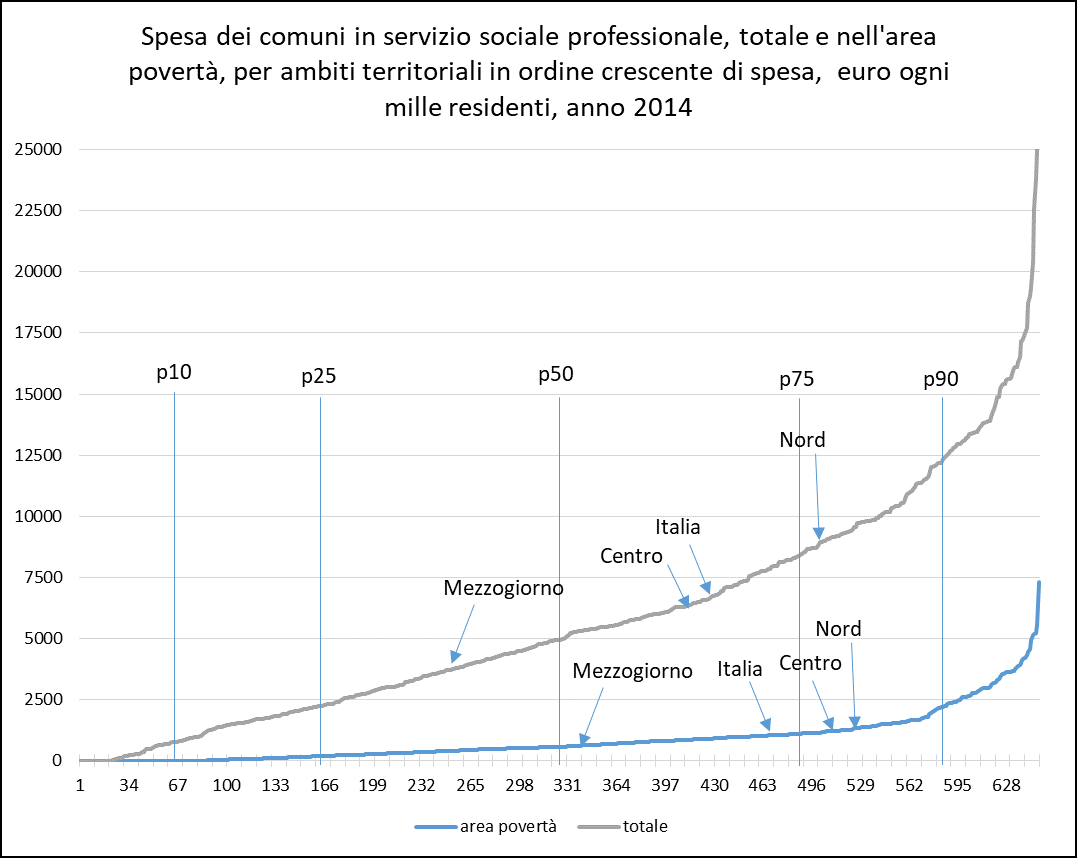 Spesa dei comuni in servizio sociale professionale, totale e nell'area
povertà, per ambiti territoriali in ordine crescente di spesa,  euro ogni
mille residenti, anno 2014
25000
22500
20000
17500
15000
12500
10000
7500
5000
2500
0
p10
p25
p50
p75
p90
Nord
Italia
Centro
Mezzogiorno
Nord
Centro
Italia
Mezzogiorno
1 34 67 100 133 166 199 232 265 298 331 364 397 430 463 496 529 562 595 628
area povertà totale